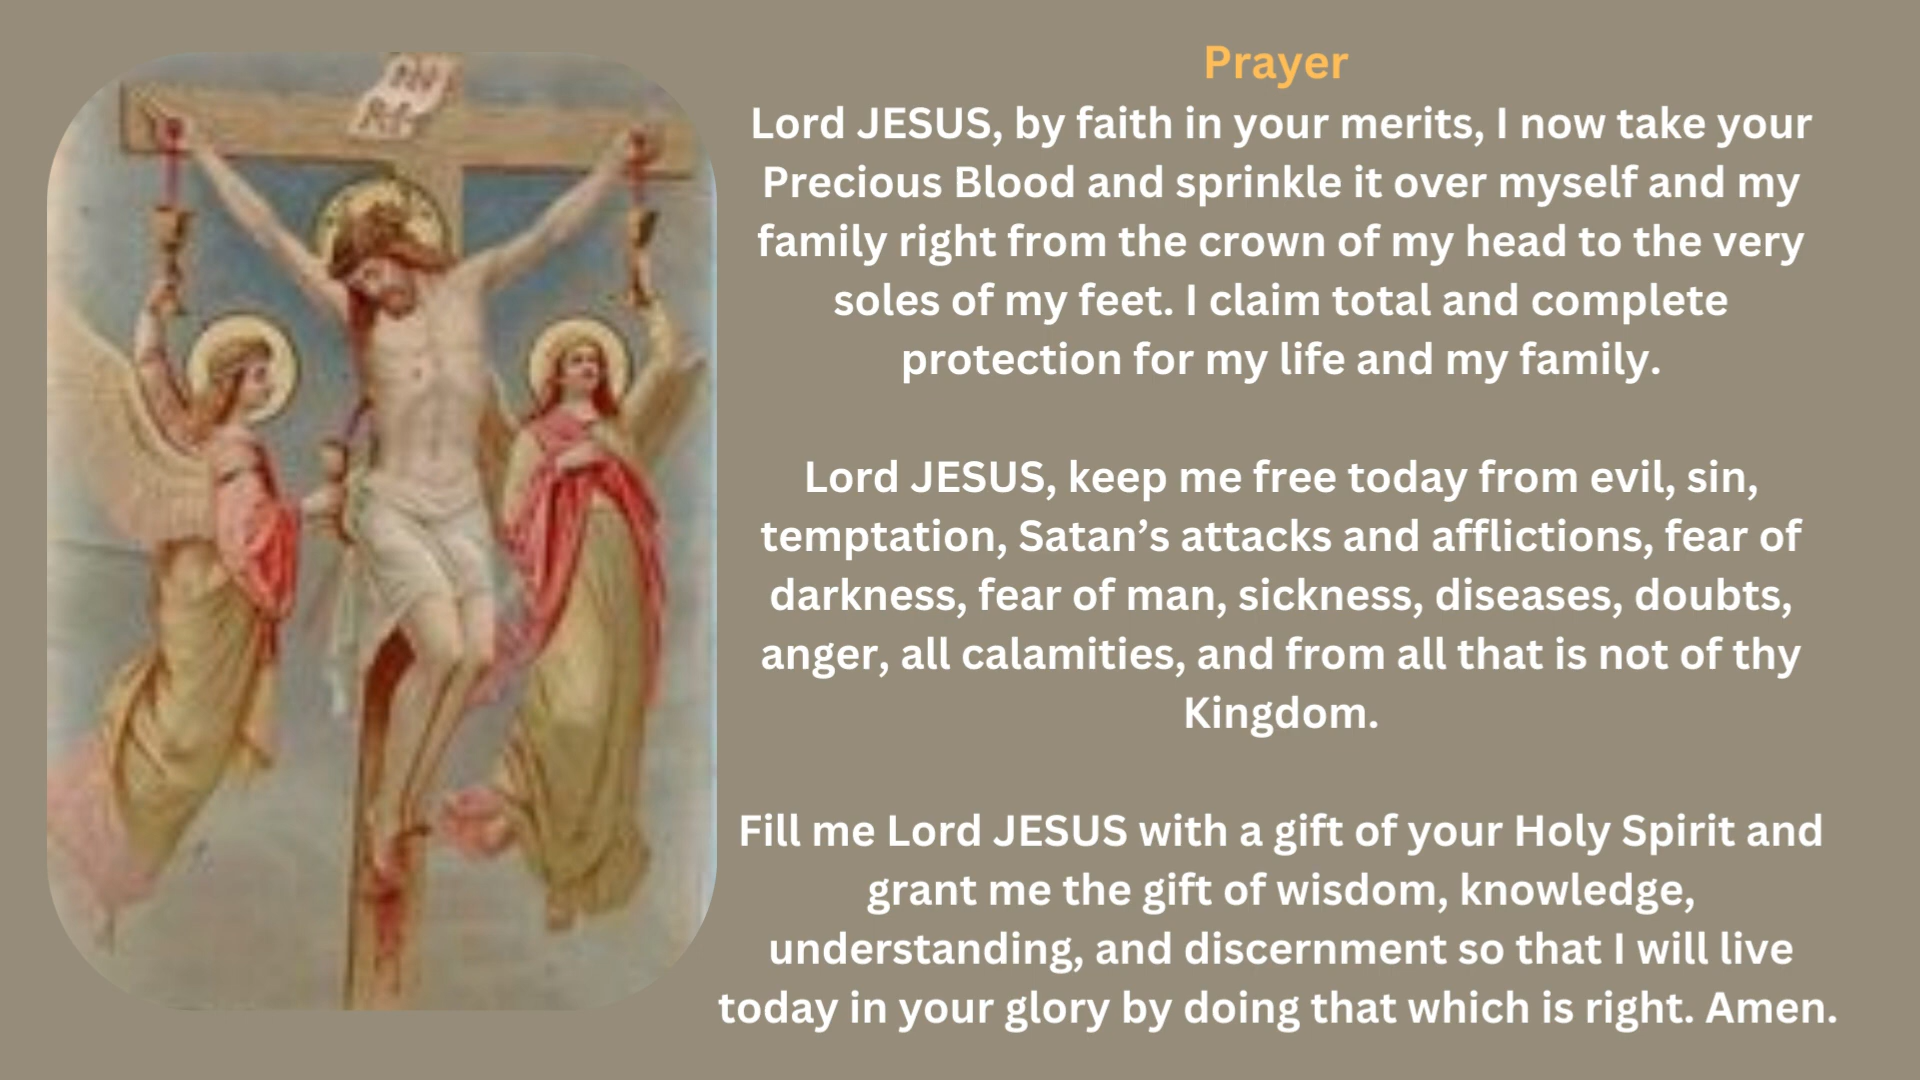 IN
RI
Prayer
Lord JESUS, by faith in your merits, I now take your
Precious Blood and sprinkle it over myself and my
family right from the crown of my head to the very
soles of my feet. I claim total and complete
protection for my life and my family.
Lord JESUS, keep me free today from evil, sin,
temptation, Satan’s attacks and afflictions, fear of
darkness, fear of man, sickness, diseases, doubts,
anger, all calamities, and from all that is not of thy
Kingdom.
Fill me Lord JESUS with a gift of your Holy Spirit and
grant me the gift of wisdom, knowledge,
understanding, and discernment so that I will live
today in your glory by doing that which is right. Amen.